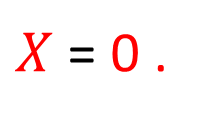 X = 0 .